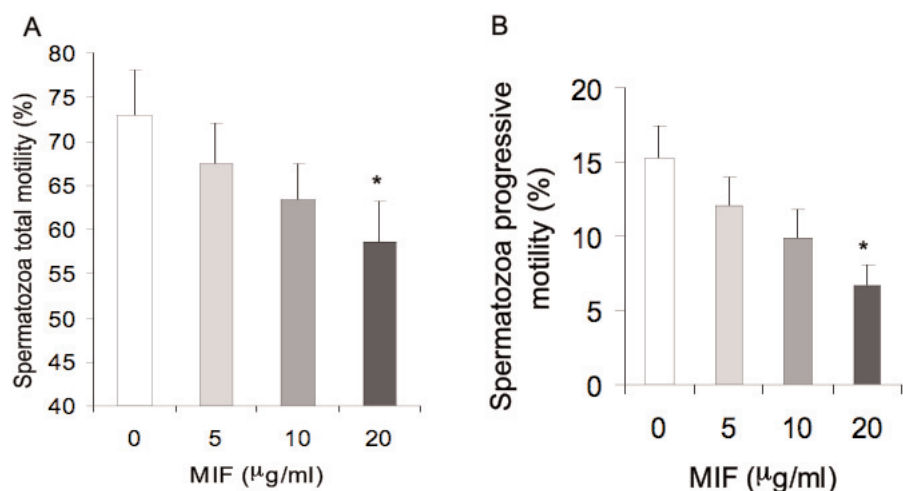 A
Spermatozoa total motility (%)
80
75
70
65
60
55
50
45
40
*
0 5 10 20
MIF (µg/ml)
B
Spermatozoa progressive
motility (%)
20
15
10
5
0
*
0 5 10 20
MIF (µg/ml)